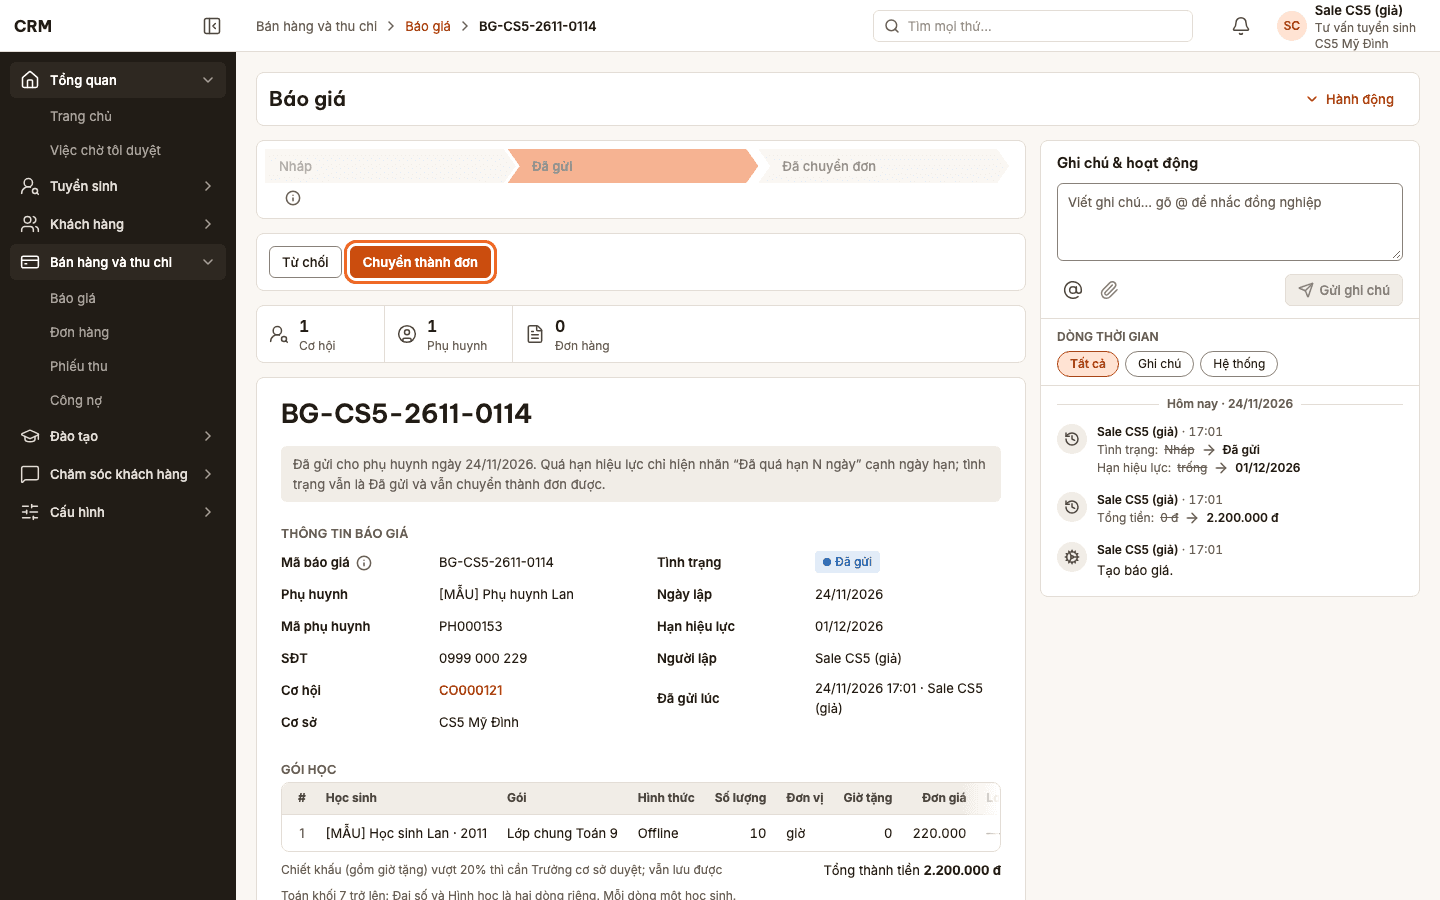 CRM
Bán hàng và thu chi > Báo giá > BG-CS5-2611-0114
Tìm mọi thứ...
SC
Sale CS5 (giả)
Tư vấn tuyển sinh
CS5 Mỹ Đình
Tổng quan
Trang chủ
Việc chờ tôi duyệt
Tuyển sinh
Khách hàng
Bán hàng và thu chi
Báo giá
Đơn hàng
Phiếu thu
Công nợ
Đào tạo
Chăm sóc khách hàng
Cấu hình
Báo giá
Hành động
Nháp
Đã gửi
Đã chuyển đơn
Từ chối
Chuyển thành đơn
1
Cơ hội
1
Phụ huynh
0
Đơn hàng
BG-CS5-2611-0114
Đã gửi cho phụ huynh ngày 24/11/2026. Quá hạn hiệu lực chỉ hiện nhãn “Đã quá hạn N ngày” cạnh ngày hạn; tình
trạng vẫn là Đã gửi và vẫn chuyển thành đơn được.
THÔNG TIN BÁO GIÁ
Mã báo giá BG-CS5-2611-0114
Phụ huynh [MẪU] Phụ huynh Lan
Mã phụ huynh PH000153
SĐT 0999 000 229
Cơ hội CO000121
Cơ sở CS5 Mỹ Đình
Tình trạng Đã gửi
Ngày lập 24/11/2026
Hạn hiệu lực 01/12/2026
Người lập Sale CS5 (giả)
Đã gửi lúc 24/11/2026 17:01 · Sale CS5
(giả)
GÓI HỌC
# Học sinh Gói Hình thức Số lượng Đơn vị Giờ tặng Đơn giá
1 [MẪU] Học sinh Lan · 2011 Lớp chung Toán 9 Offline 10 giờ 0 220.000
Chiết khấu (gồm giờ tặng) vượt 20% thì cần Trưởng cơ sở duyệt; vẫn lưu được
Tổng thành tiền 2.200.000 đ
Toán khối 7 trở lên: Đại số và Hình học là hai dòng riêng. Mỗi dòng một học sinh.
Ghi chú & hoạt động
Viết ghi chú... gõ @ để nhắc đồng nghiệp
Gửi ghi chú
DÒNG THỜI GIAN
Tất cả
Ghi chú
Hệ thống
Hôm nay · 24/11/2026
Sale CS5 (giả) · 17:01
Tình trạng: Nháp → Đã gửi
Hạn hiệu lực: trống → 01/12/2026
Sale CS5 (giả) · 17:01
Tổng tiền: 0 đ → 2.200.000 đ
Sale CS5 (giả) · 17:01
Tạo báo giá.